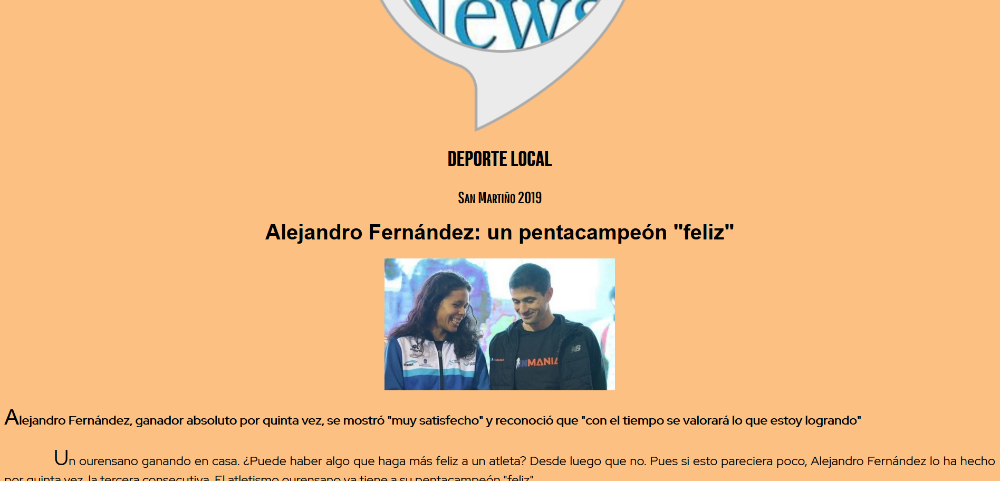 News
DEPORTE LOCAL
San Martiño 2019
Alejandro Fernández: un pentacampeón "feliz"
NB
Alejandro Fernández, ganador absoluto por quinta vez, se mostró "muy satisfecho" y reconoció que "con el tiempo se valorará lo que estoy logrando"
Un ourensano ganando en casa. ¿Puede haber algo que haga más feliz a un atleta? Desde luego que no. Pues si esto pareciera poco, Alejandro Fernández lo ha hecho
por quinta vez, la tercera consecutiva. El atletismo ourensano ya tiene a su pentacampeón "feliz".